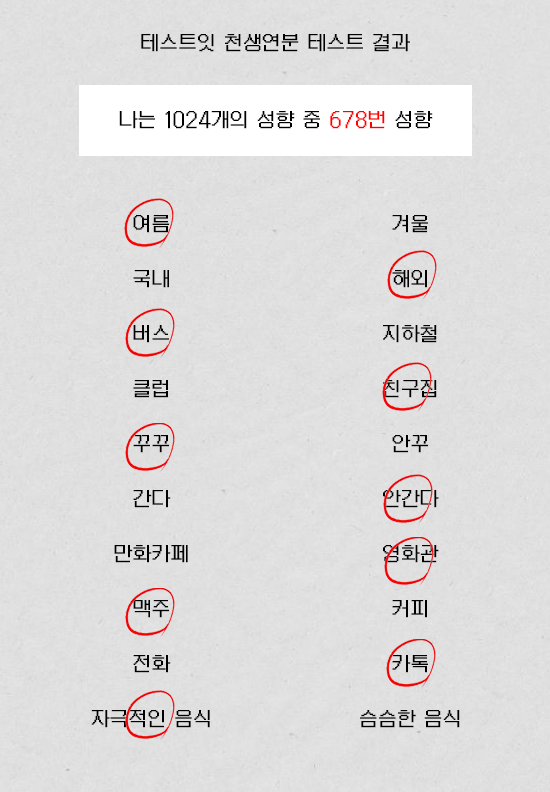 테스트잇 천생연분 테스트 결과
나는 1024개의 성향 중 678번 성향
여름 겨울
국내 해외
버스 지하철
클럽 친구집
꾸꾸 안꾸
간다 안간다
만화카페 영화관
맥주 커피
전화 카톡
자극적인 음식 슴슴한 음식